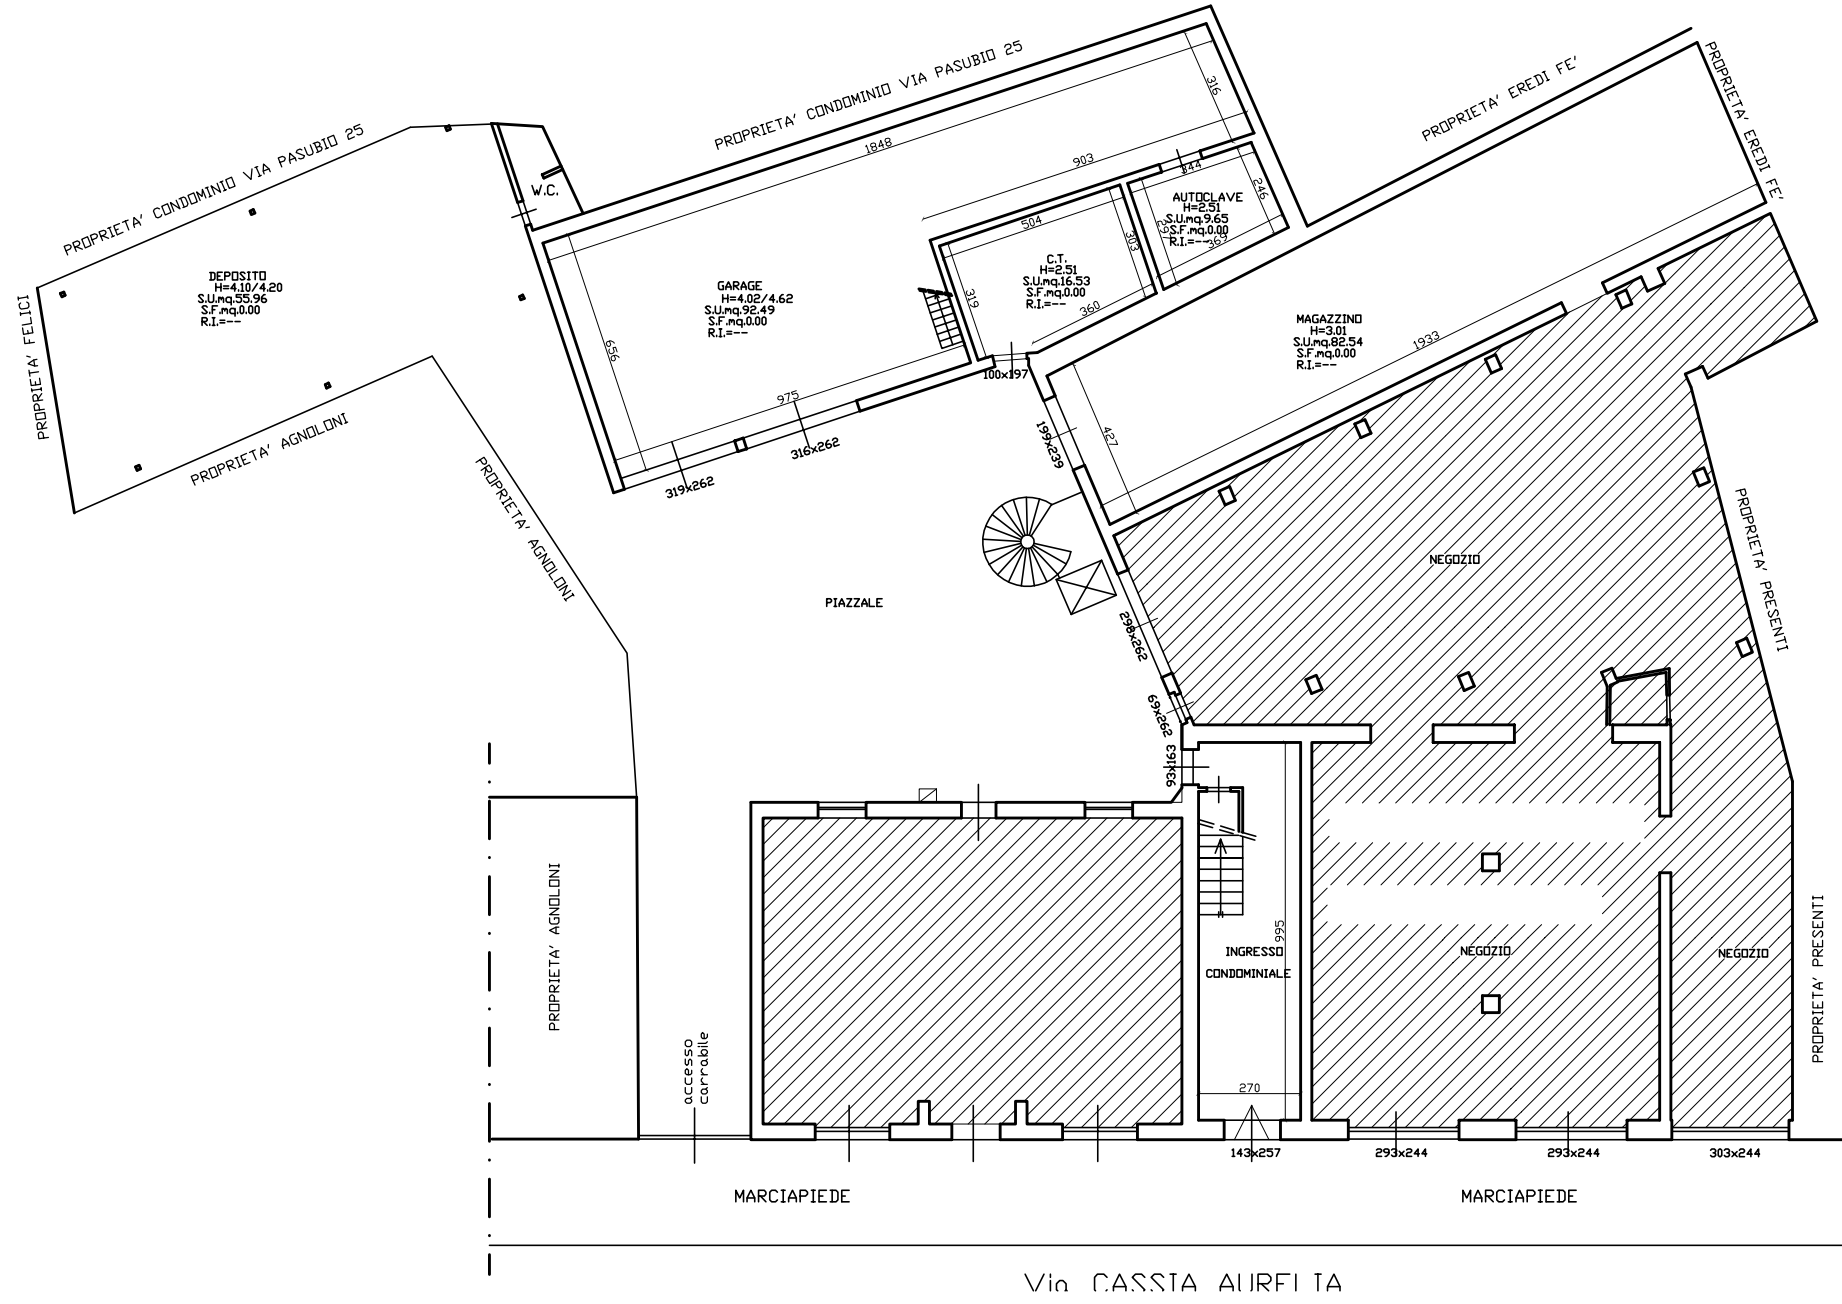 PROPRIETA' CONDOMINIO VIA PASUBIO 25
PROPRIETA' CONDOMINIO VIA PASUBIO 25
PROPRIETA' EREDI FE'
PROPRIETA' EREDI FE'
1848
903
316
W.C.
344
246
AUTOCLAVE
H=2.51
S.U.mq.9.65
S.F.mq.0.00
R.I.=--
297
369
504
303
C.T.
H=2.51
S.U.mq.16.53
S.F.mq.0.00
R.I.=--
319
360
DEPOSITO
H=4.10/4.20
S.U.mq.55.96
S.F.mq.0.00
R.I.=--
GARAGE
H=4.02/4.62
S.U.mq.92.49
S.F.mq.0.00
R.I.=--
656
975
MAGAZZINO
H=3.01
S.U.mq.82.54
S.F.mq.0.00
R.I.=--
1933
427
PROPRIETA' FELICI
PROPRIETA' AGNOLONI
PROPRIETA' AGNOLONI
100x197
199x239
316x262
319x262
NEGOZIO
PROPRIETA' PRESENTI
PIAZZALE
298x262
69x262
93x163
PROPRIETA' AGNOLONI
995
INGRESSO
CONDOMINIALE
270
NEGOZIO
NEGOZIO
PROPRIETA' PRESENTI
accesso
carrabile
143x257
293x244
293x244
303x244
MARCIAPIEDE
MARCIAPIEDE
Via CASSIA AURELIA